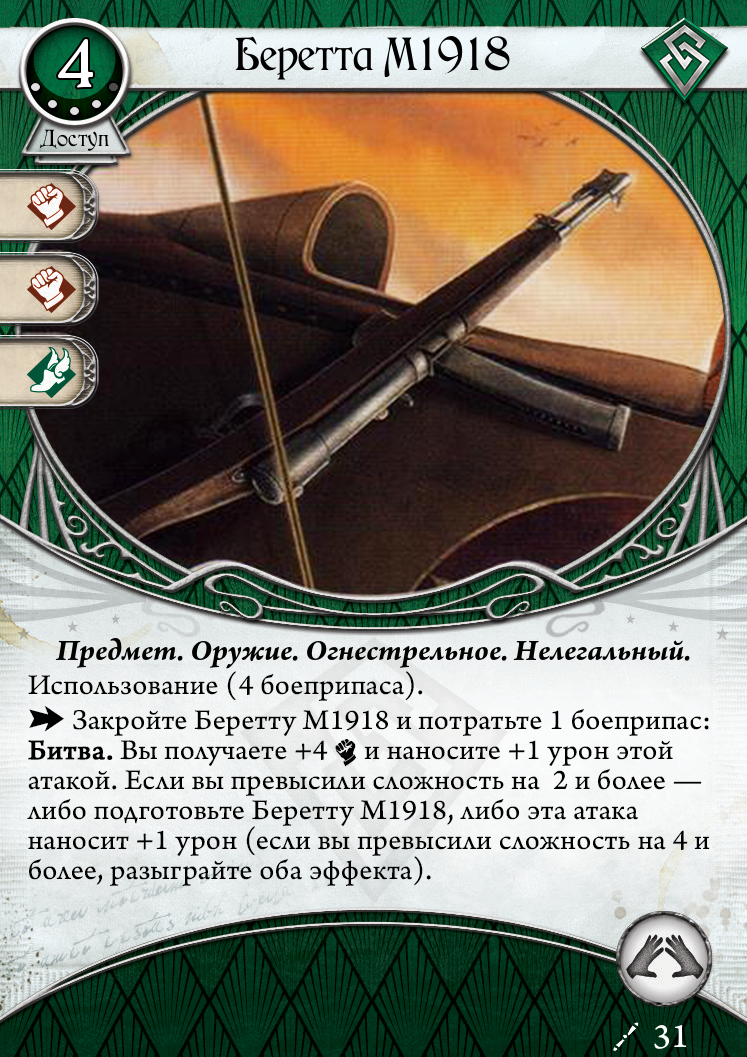 4
Беретта M1918
Доступ
Предмет. Оружие. Огнестрельное. Нелегальный.
Использование (4 боеприпаса).
Закройте Беретту M1918 и потратьте 1 боеприпас:
Битва. Вы получаете +4 и наносите +1 урон этой
атакой. Если вы превысили сложность на 2 и более —
либо подготовьте Беретту M1918, либо эта атака
наносит +1 урон (если вы превысили сложность на 4 и
более, разыграйте оба эффекта).
31